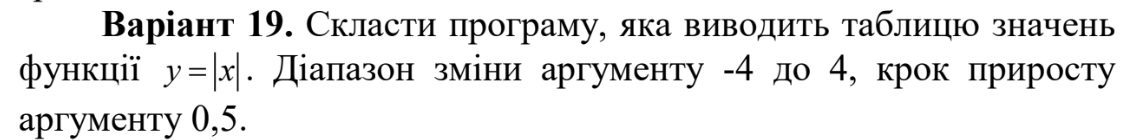 Варіант 19. Скласти програму, яка виводить таблицю значень
функції y=|x|. Діапазон зміни аргументу -4 до 4, крок приросту
аргументу 0,5.